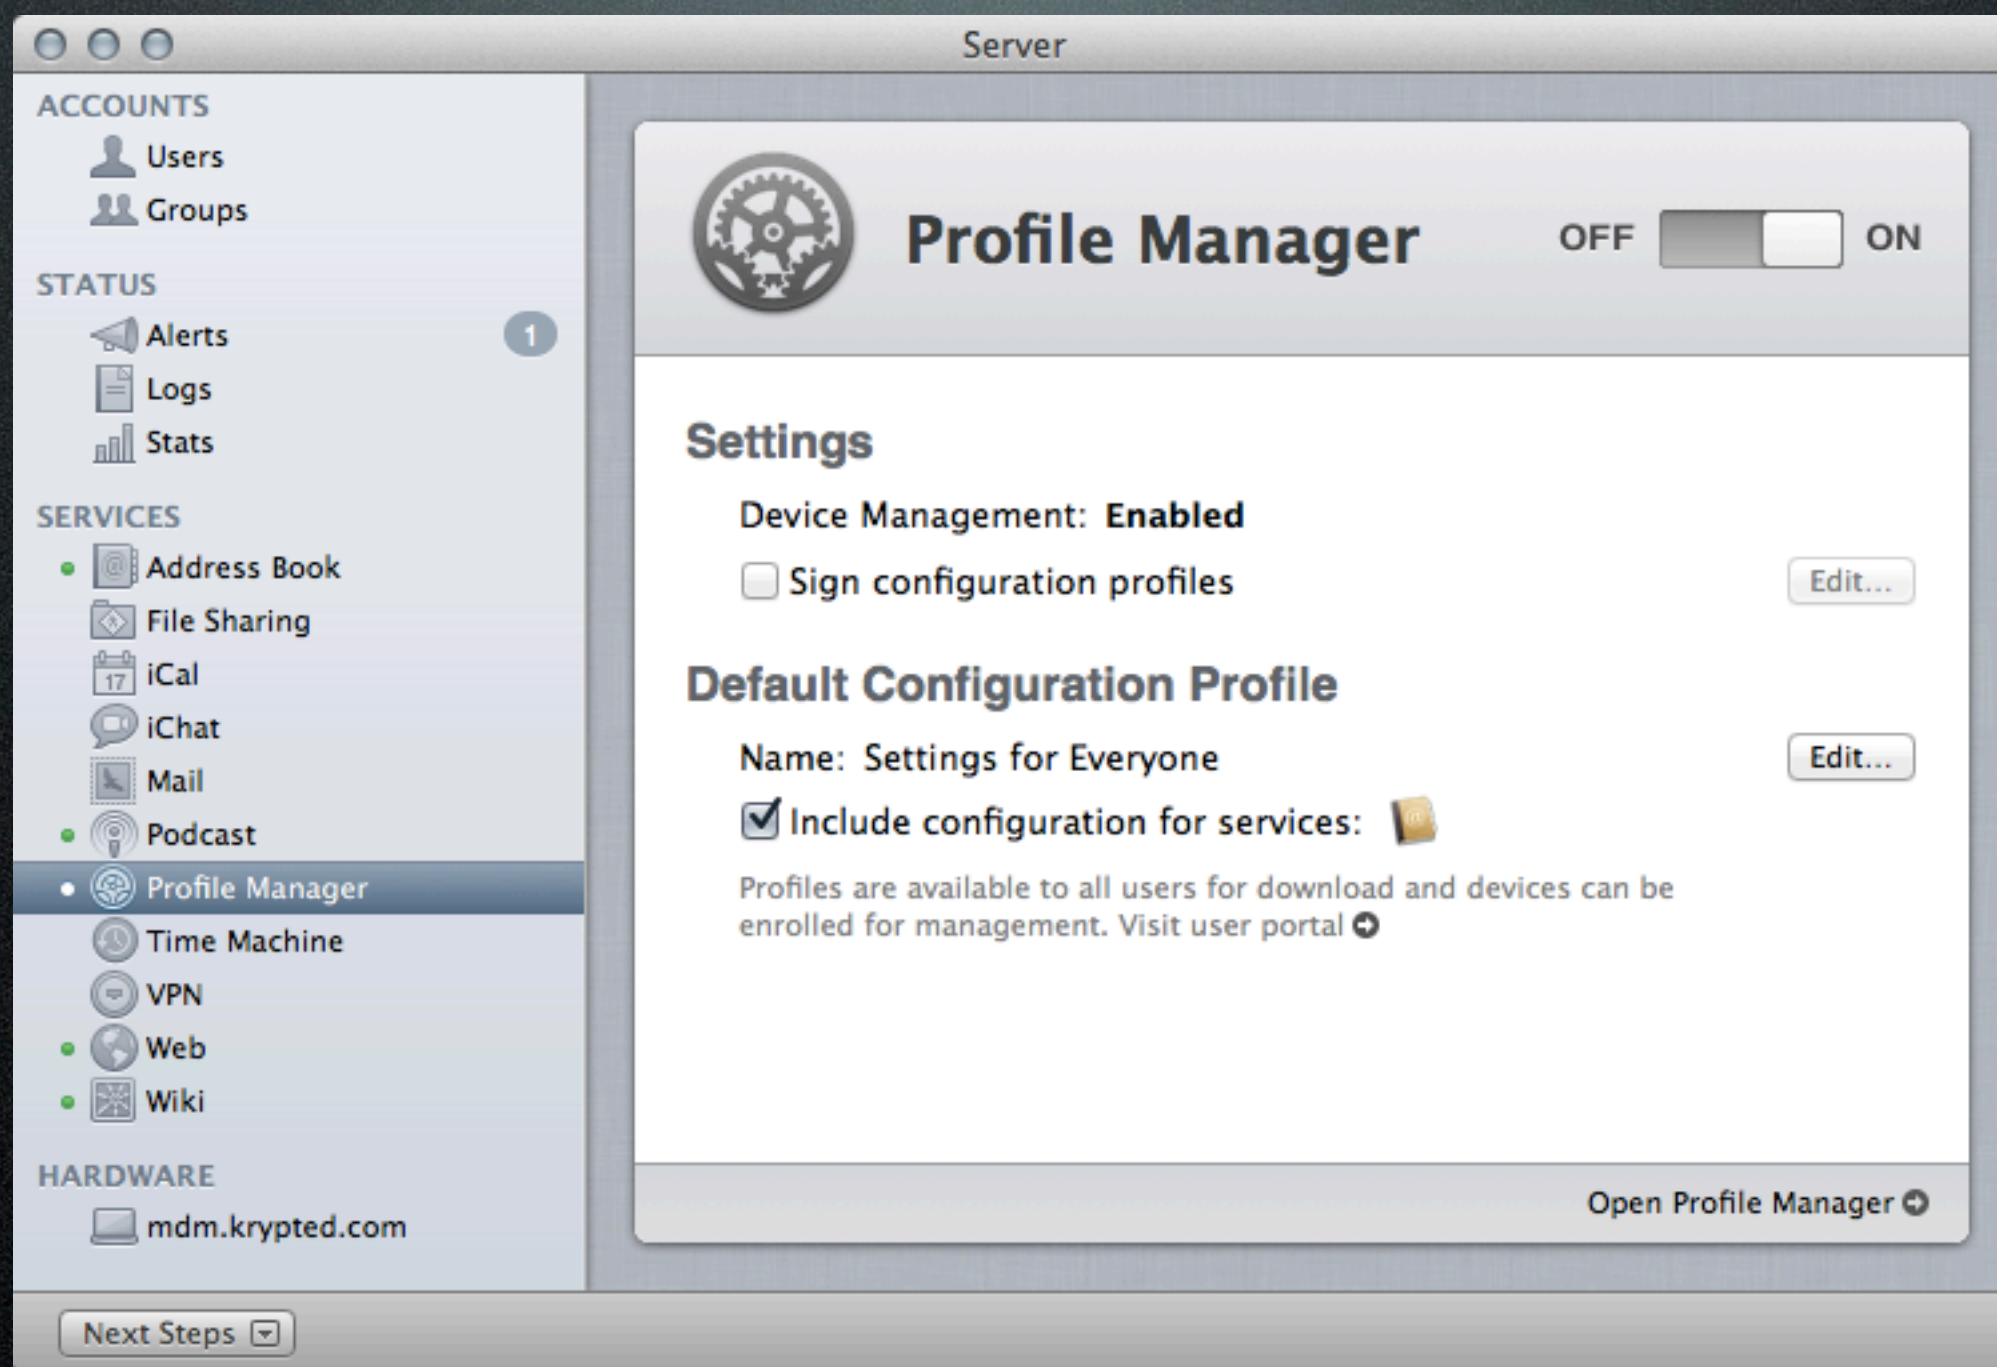 Server
ACCOUNTS
Users
Groups
STATUS
Alerts 1
Logs
Stats
SERVICES
Address Book
File Sharing
17 iCal
iChat
Mail
Podcast
Profile Manager
Time Machine
VPN
Web
Wiki
HARDWARE
mdm.krypted.com
Next Steps
Profile Manager OFF ON
Settings
Device Management: Enabled
Sign configuration profiles Edit...
Default Configuration Profile
Name: Settings for Everyone Edit...
Include configuration for services:
Profiles are available to all users for download and devices can be
enrolled for management. Visit user portal
Open Profile Manager